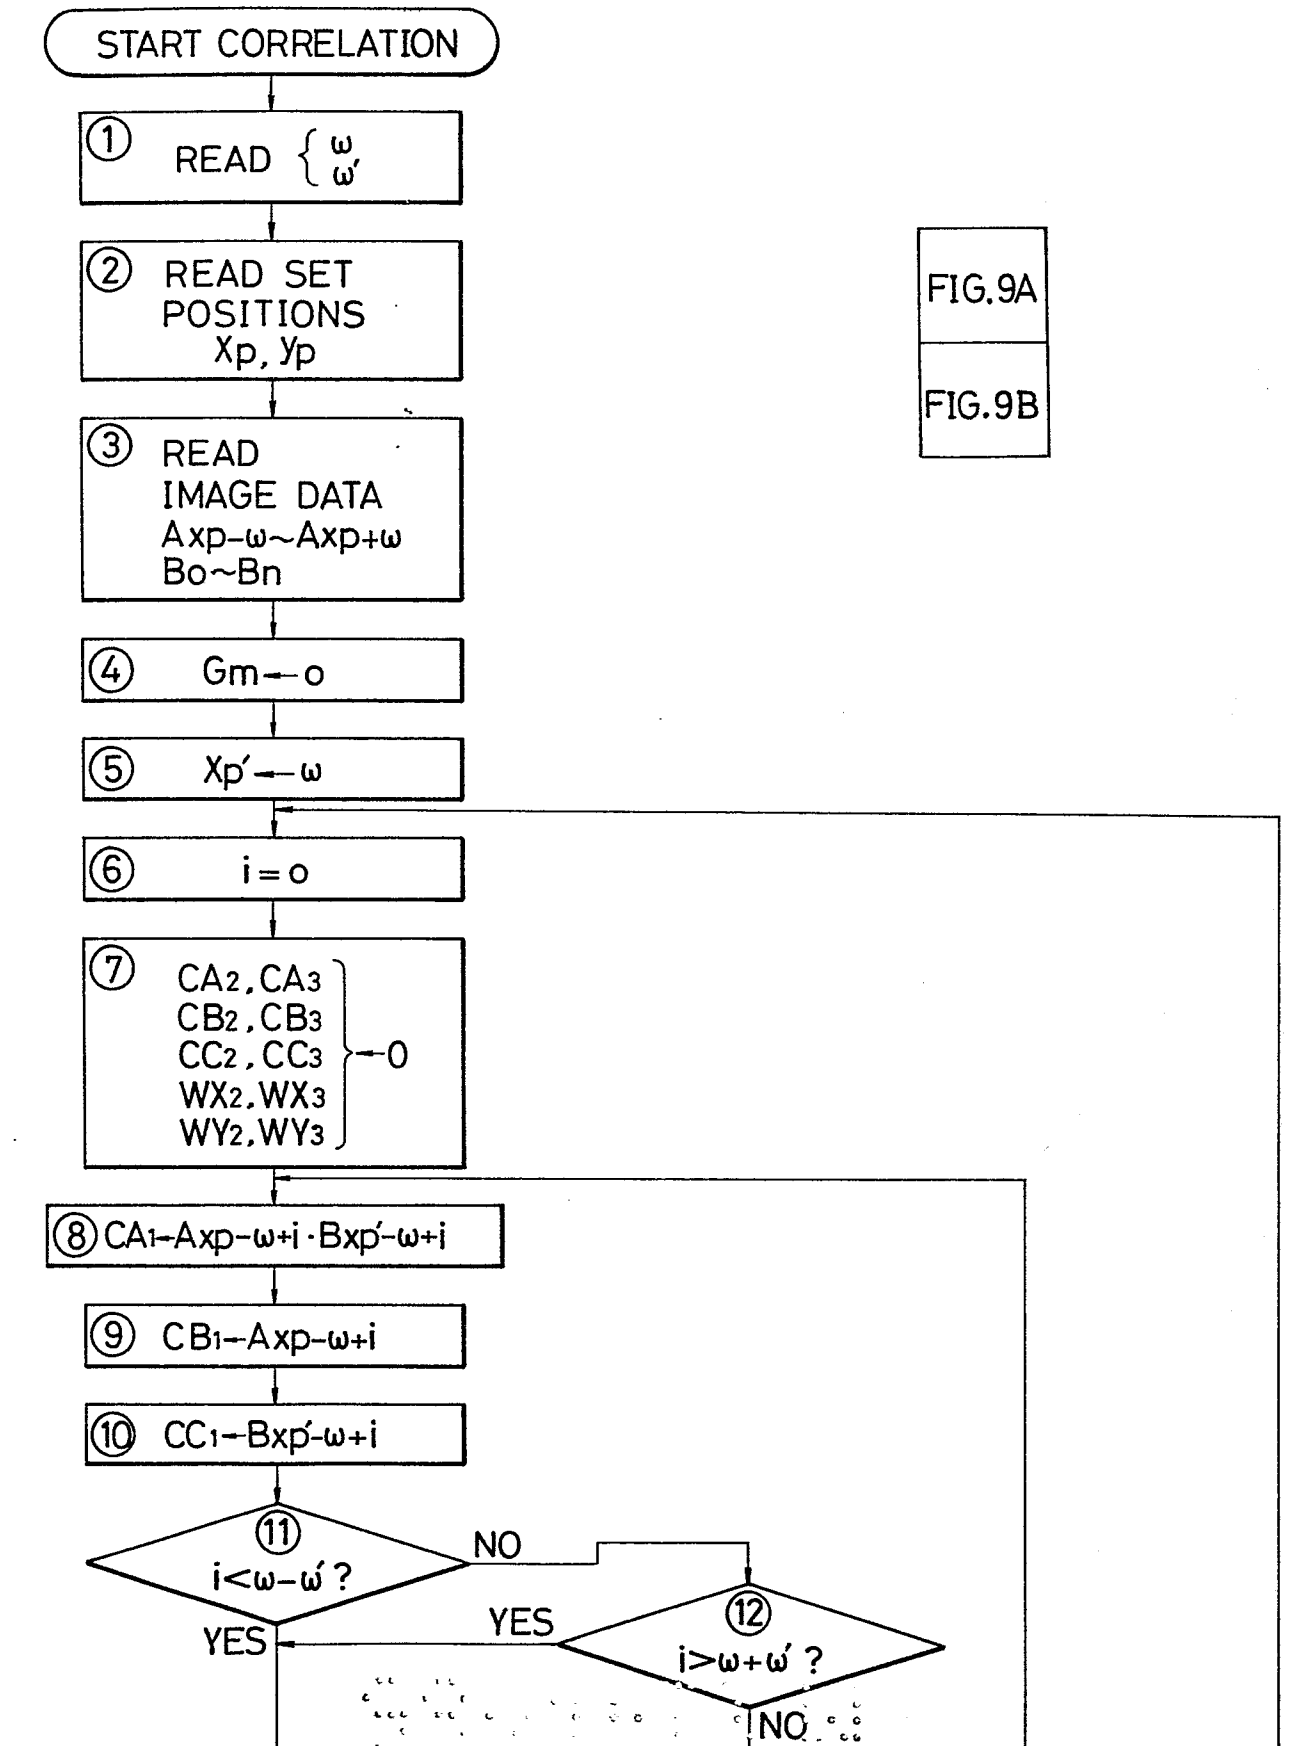 START CORRELATION
① READ { ω
ω′
② READ SET
POSITIONS
Xp, Yp
FIG.9A
FIG.9B
③ READ
IMAGE DATA
Axp-ω~Axp+ω
Bo~Bn
④ Gm←o
⑤ Xp′←ω
⑥ i=o
⑦ CA2, CA3
CB2, CB3
CC2, CC3 } ←0
WX2, WX3
WY2, WY3
⑧ CA1←Axp-ω+i·Bxp′-ω+i
⑨ CB1←Axp-ω+i
⑩ CC1←Bxp′-ω+i
⑪
i<ω-ω′?
NO
YES
⑫
i>ω+ω′?
YES
NO